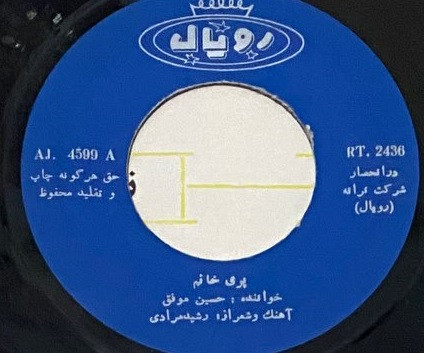 رویال
AJ. 4599 A
حق هرگونه چاپ
و تقلید محفوظ
RT. 2436
در انحصار
شرکت ترانه
(رویال)
پری خانم
خواننده : حسین موفق
آهنگ وشعراز: رشیدمرادی